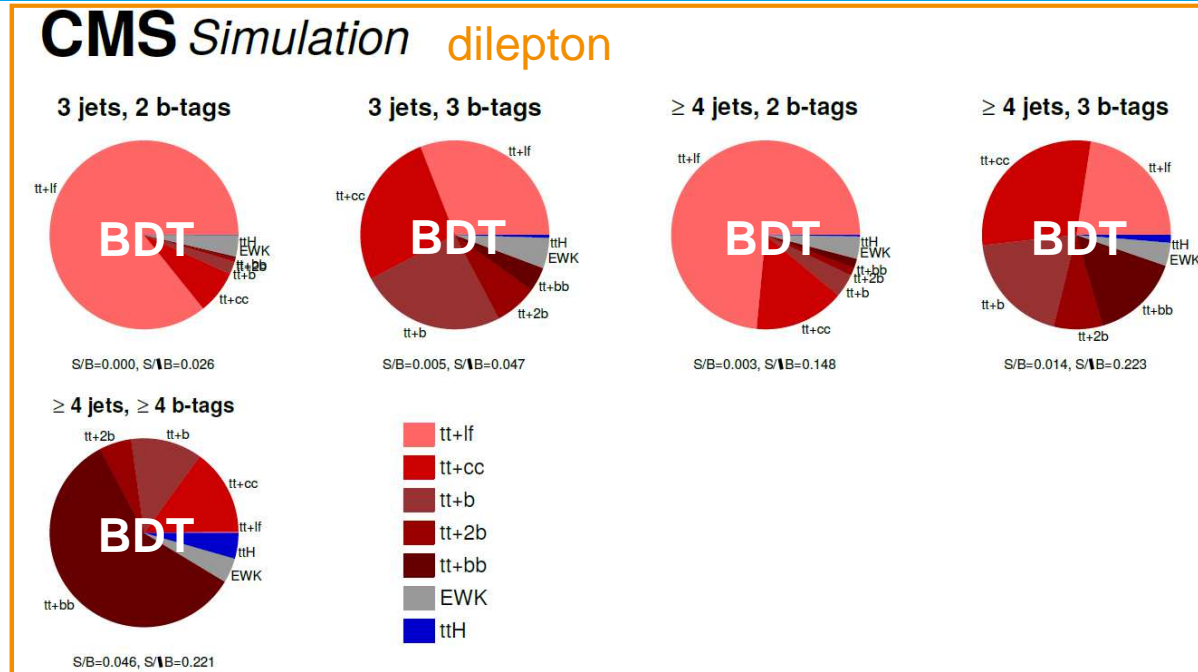 CMS Simulation dilepton
3 jets, 2 b-tags
tt+lf
BDT
ttH
EWK
tt+bb
tt+2b
tt+b
tt+cc
S/B=0.000, S/√B=0.026
3 jets, 3 b-tags
tt+lf
tt+cc
BDT
ttH
EWK
tt+bb
tt+2b
tt+b
S/B=0.005, S/√B=0.047
≥ 4 jets, 2 b-tags
tt+lf
BDT
ttH
EWK
tt+bb
tt+2b
tt+b
tt+cc
S/B=0.003, S/√B=0.148
≥ 4 jets, 3 b-tags
tt+cc
tt+lf
BDT
ttH
EWK
tt+b
tt+bb
tt+2b
S/B=0.014, S/√B=0.223
≥ 4 jets, ≥ 4 b-tags
tt+2b
tt+b
tt+cc
BDT
tt+lf
ttH
EWK
tt+bb
S/B=0.046, S/√B=0.221
tt+lf
tt+cc
tt+b
tt+2b
tt+bb
EWK
ttH